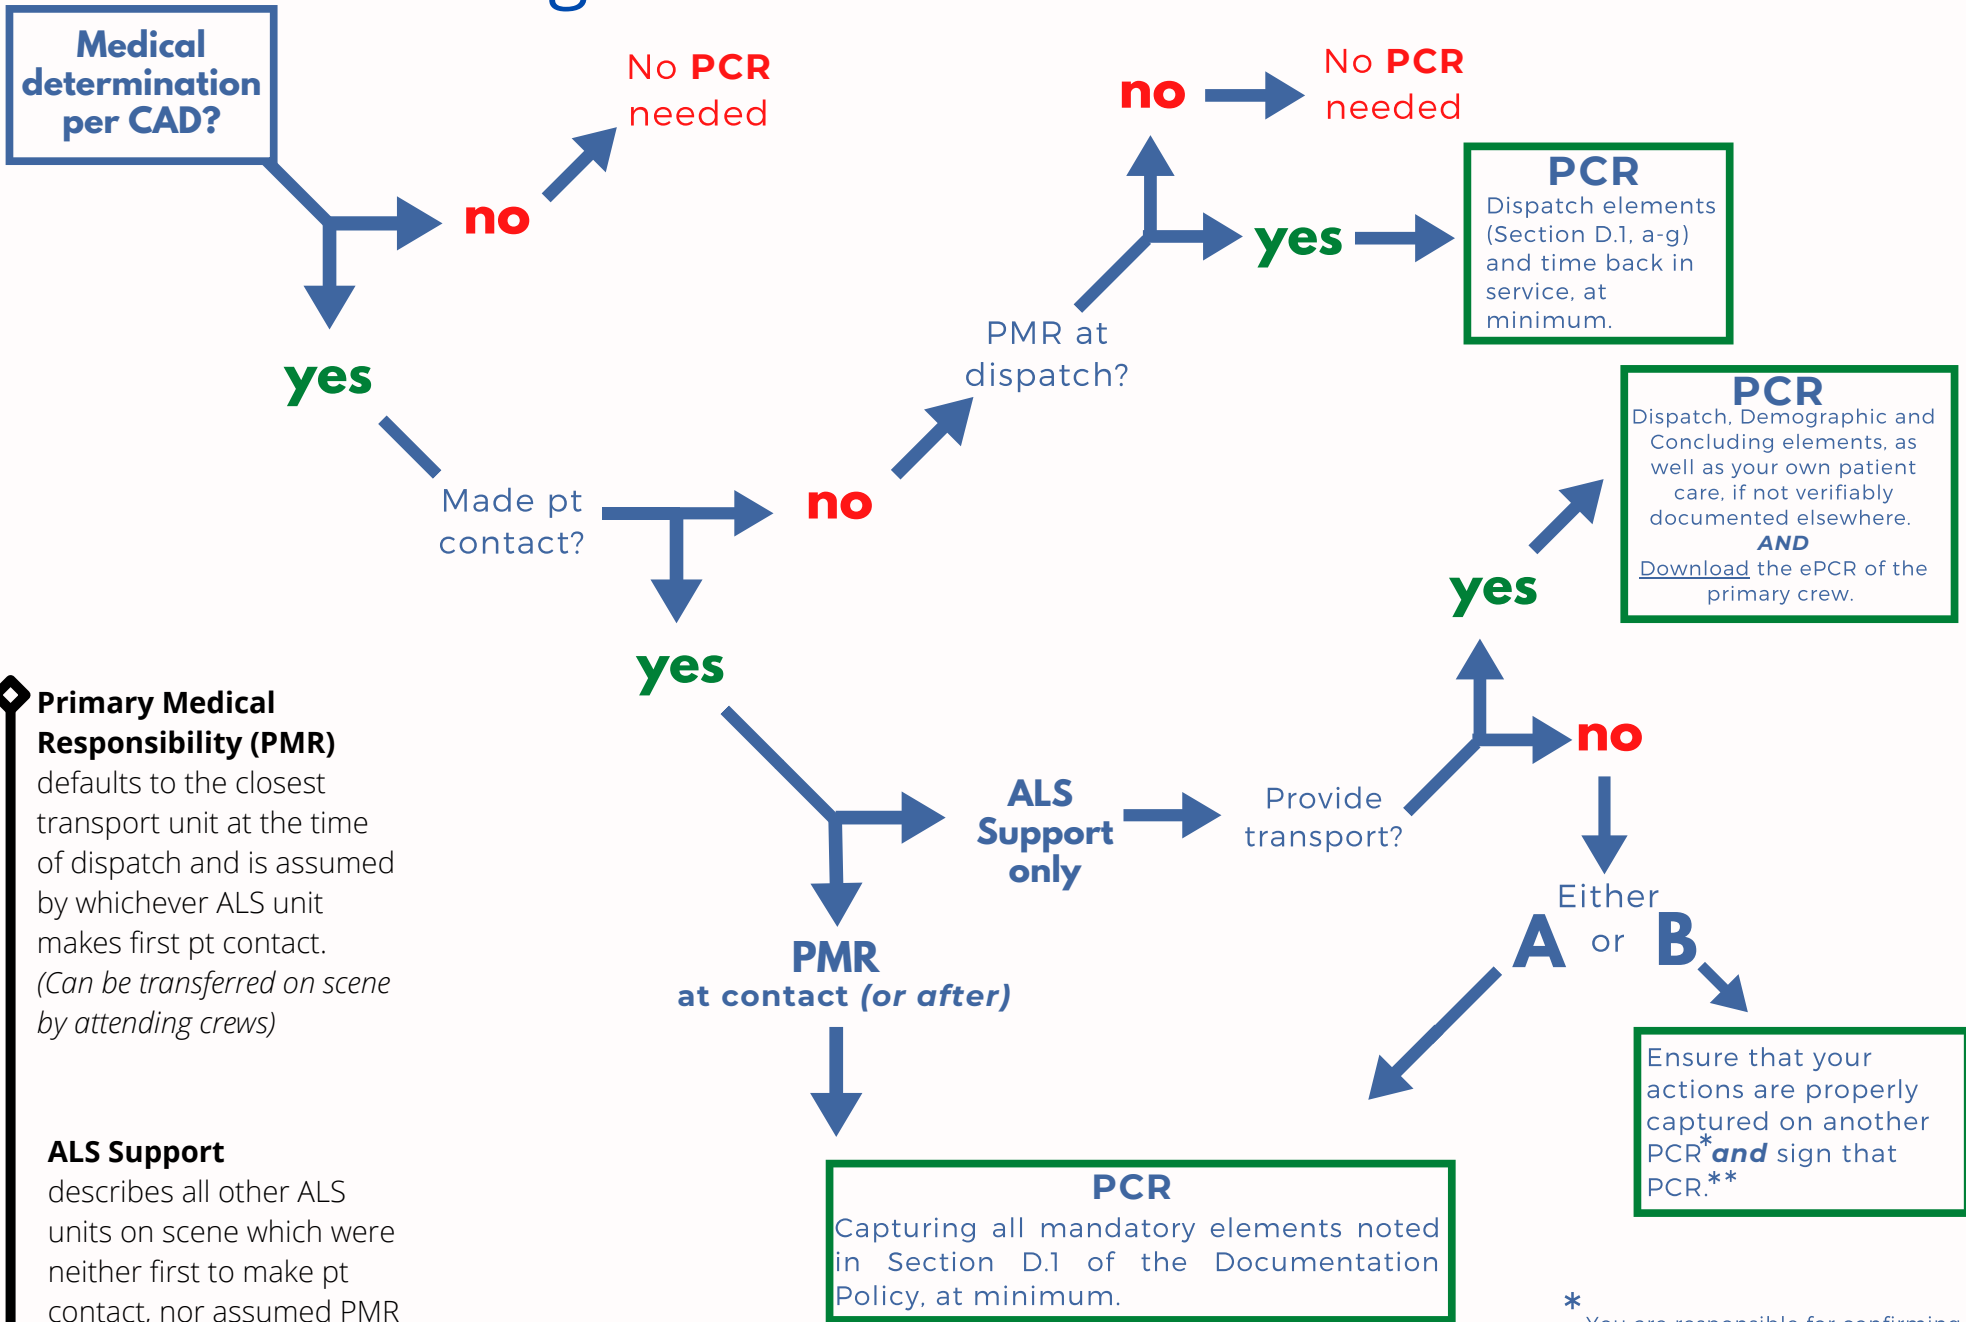 Medical
determination
per CAD?
No PCR
needed
no
yes
Made pt
contact?
no
PMR at
dispatch?
no
No PCR
needed
yes
PCR
Dispatch elements
(Section D.1, a-g)
and time back in
service, at
minimum.
yes
ALS
Support
only
Provide
transport?
yes
PCR
Dispatch, Demographic and
Concluding elements, as
well as your own patient
care, if not verifiably
documented elsewhere.
AND
Download the ePCR of the
primary crew.
no
Either
A or B
Ensure that your
actions are properly
captured on another
PCR* and sign that
PCR.**
PMR
at contact (or after)
PCR
Capturing all mandatory elements noted
in Section D.1 of the Documentation
Policy, at minimum.
Primary Medical
Responsibility (PMR)
defaults to the closest
transport unit at the time
of dispatch and is assumed
by whichever ALS unit
makes first pt contact.
(Can be transferred on scene
by attending crews)
ALS Support
describes all other ALS
units on scene which were
neither first to make pt
contact, nor assumed PMR
*
You are responsible for confirming